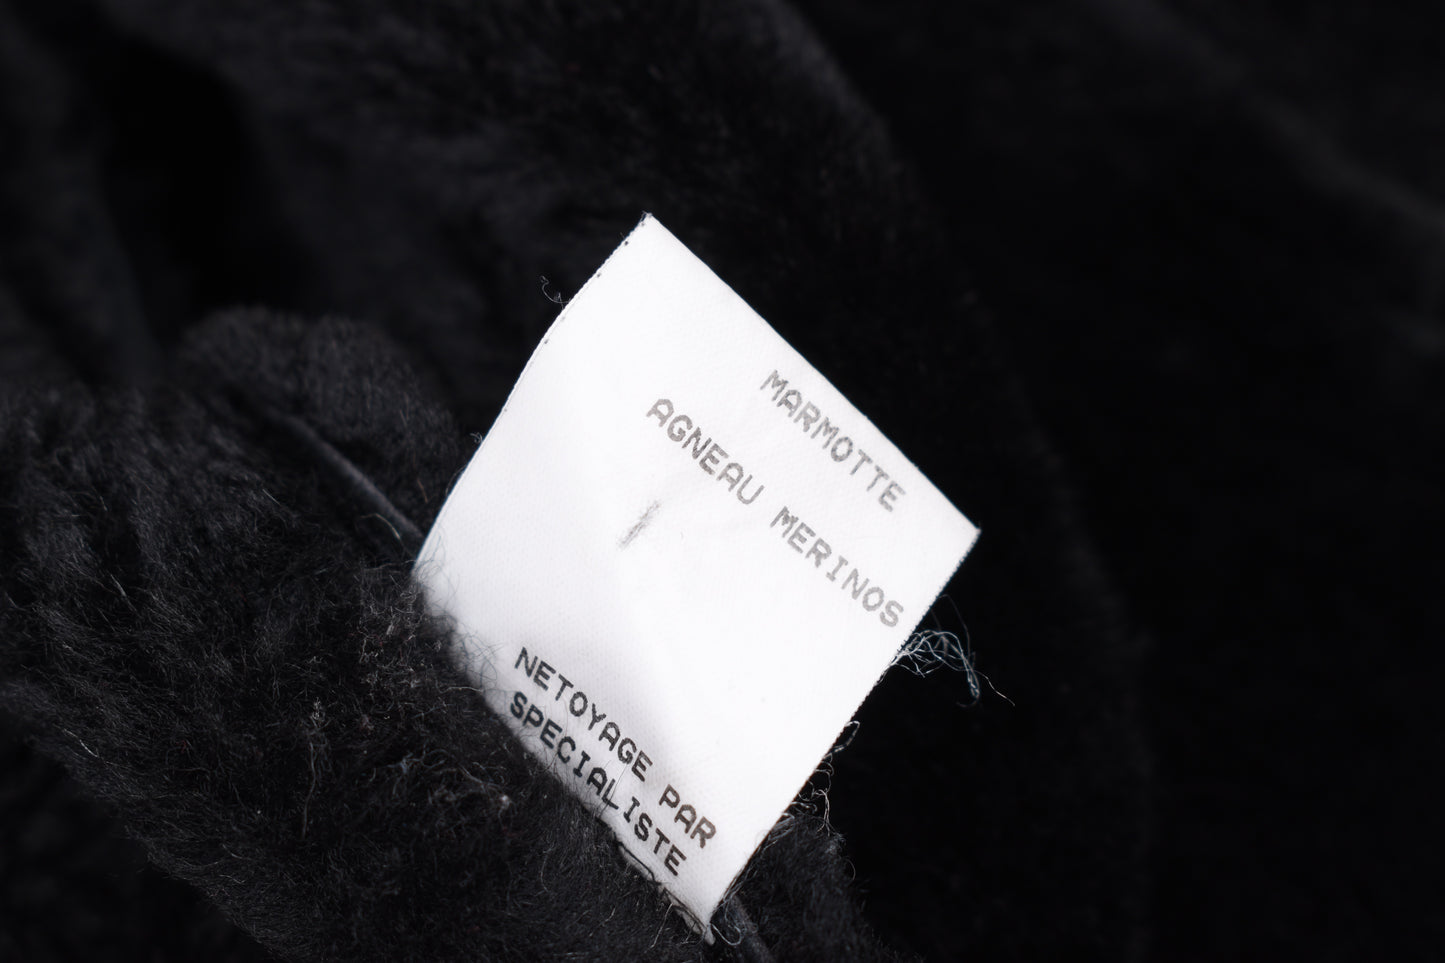 MARMOTTE
AGNEAU MERINOS
NETOYAGE PAR
SPECIALISTE